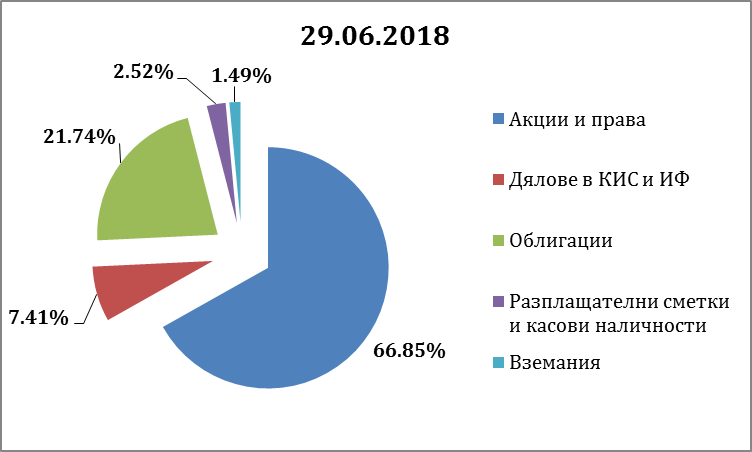 29.06.2018
2.52%
1.49%
21.74%
7.41%
66.85%
Акции и права
Дялове в КИС и ИФ
Облигации
Разплащателни сметки
и касови наличности
Вземания